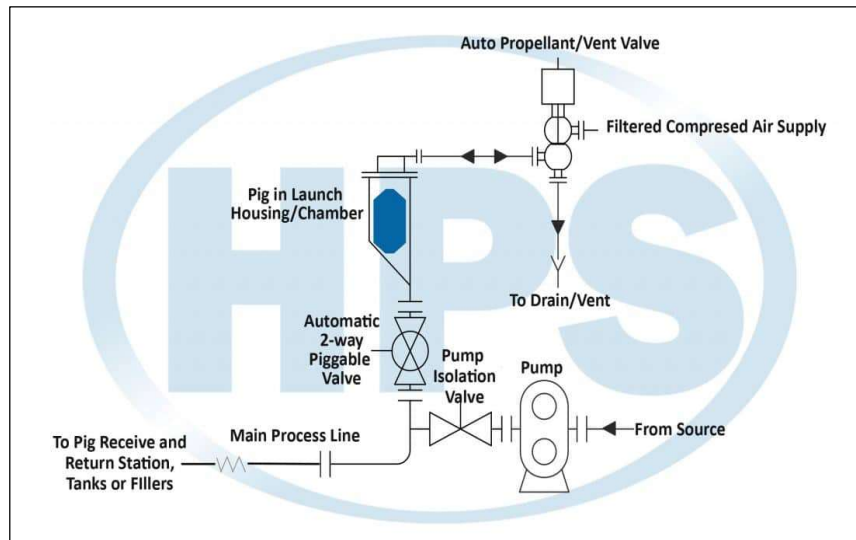 Auto Propellant/Vent Valve
Filtered Compresed Air Supply
Pig in Launch
Housing/Chamber
To Drain/Vent
Automatic
2-way
Piggable
Valve
Pump
Isolation
Valve
Pump
From Source
Main Process Line
To Pig Receive and
Return Station,
Tanks or FIllers
HPS